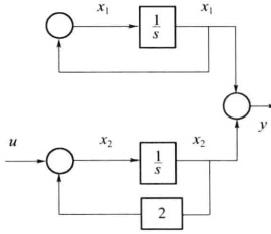 x₁ 1/s x₁
y
u x₂ 1/s x₂
2